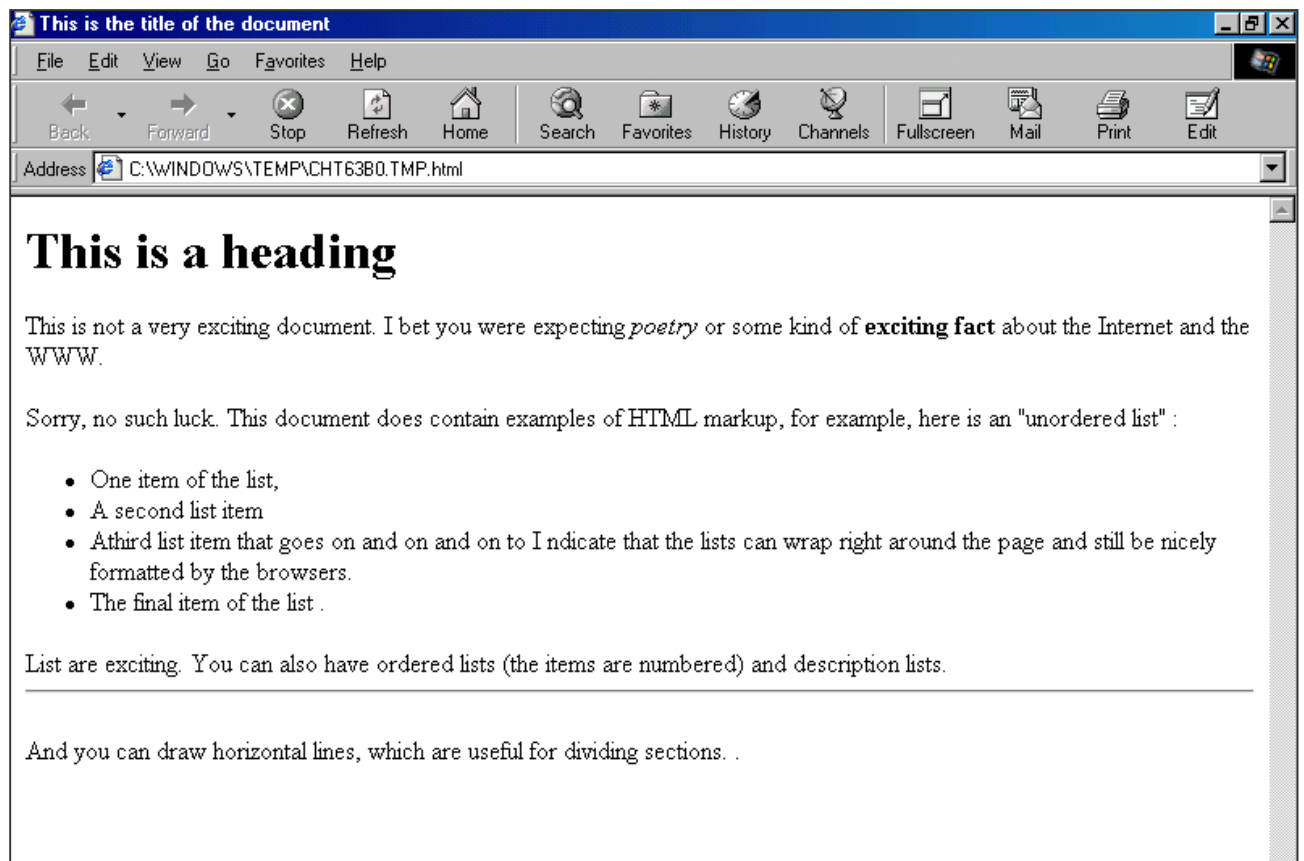 This is the title of the document
File Edit View Go Favorites Help
Back Forward Stop Refresh Home Search Favorites History Channels Fullscreen Mail Print Edit
Address C:\WINDOWS\TEMP\CHT63B0.TMP.html
This is a heading
This is not a very exciting document. I bet you were expecting poetry or some kind of exciting fact about the Internet and the
WWW.
Sorry, no such luck. This document does contain examples of HTML markup, for example, here is an "unordered list" :
• One item of the list,
• A second list item
• Athird list item that goes on and on and on to I ndicate that the lists can wrap right around the page and still be nicely
formatted by the browsers.
• The final item of the list .
List are exciting. You can also have ordered lists (the items are numbered) and description lists.
And you can draw horizontal lines, which are useful for dividing sections. .